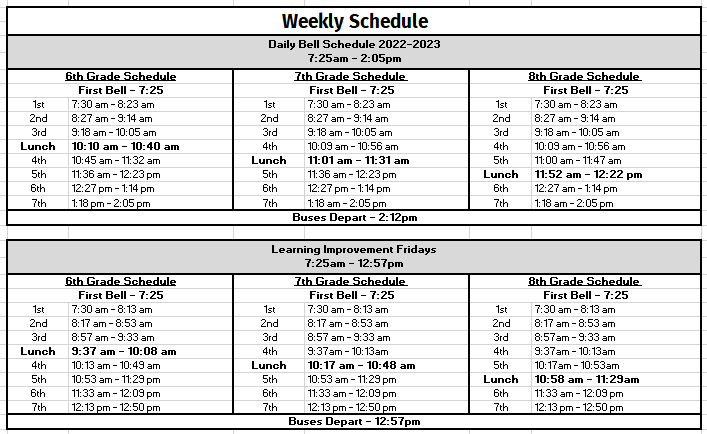 Weekly Schedule
Daily Bell Schedule 2022-2023
7:25am - 2:05pm
6th Grade Schedule 7th Grade Schedule 8th Grade Schedule
First Bell - 7:25 First Bell - 7:25 First Bell - 7:25
1st 7:30 am - 8:23 am 1st 7:30 am - 8:23 am 1st 7:30 am - 8:23 am
2nd 8:27 am - 9:14 am 2nd 8:27 am - 9:14 am 2nd 8:27 am - 9:14 am
3rd 9:18 am - 10:05 am 3rd 9:18 am - 10:05 am 3rd 9:18 am - 10:05 am
Lunch 10:10 am - 10:40 am 4th 10:09 am - 10:56 am 4th 10:09 am - 10:56 am
4th 10:45 am - 11:32 am Lunch 11:01 am - 11:31 am 5th 11:00 am - 11:47 am
5th 11:36 am - 12:23 pm 5th 11:36 am - 12:23 pm Lunch 11:52 am - 12:22 pm
6th 12:27 pm - 1:14 pm 6th 12:27 pm - 1:14 pm 6th 12:27 am - 1:14 pm
7th 1:18 pm - 2:05 pm 7th 1:18 am - 2:05 pm 7th 1:18 am - 2:05 pm
Buses Depart - 2:12pm
Learning Improvement Fridays
7:25am - 12:57pm
6th Grade Schedule 7th Grade Schedule 8th Grade Schedule
First Bell - 7:25 First Bell - 7:25 First Bell - 7:25
1st 7:30 am - 8:13 am 1st 7:30 am - 8:13 am 1st 7:30 am - 8:13 am
2nd 8:17 am - 8:53 am 2nd 8:17 am - 8:53 am 2nd 8:17 am - 8:53 am
3rd 8:57 am - 9:33 am 3rd 8:57 am - 9:33 am 3rd 8:57am - 9:33 am
Lunch 9:37 am - 10:08 am 4th 9:37am - 10:13am 4th 9:37am - 10:13am
4th 10:13 am - 10:49 am Lunch 10:17 am - 10:48 am 5th 10:17am - 10:53am
5th 10:53 am - 11:29 pm 5th 10:53 am - 11:29 pm Lunch 10:58 am - 11:29am
6th 11:33 am - 12:09 pm 6th 11:33 am - 12:09 pm 6th 11:33 am - 12:09 pm
7th 12:13 pm - 12:50 pm 7th 12:13 pm - 12:50 pm 7th 12:13 pm - 12:50 pm
Buses Depart - 12:57pm